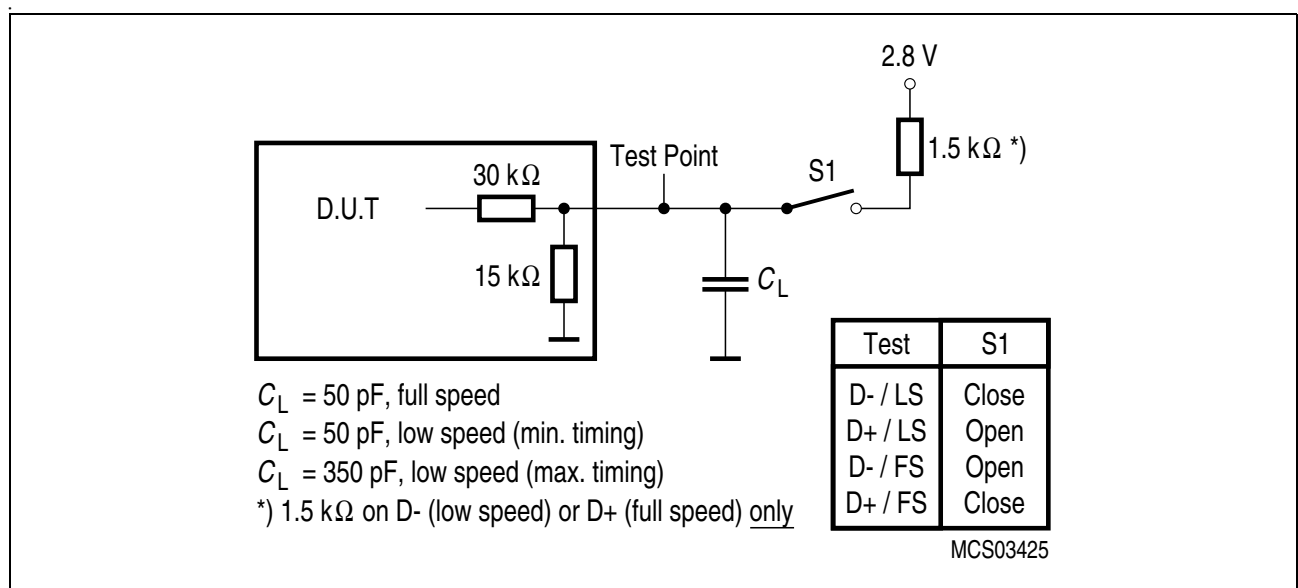 2.8 V
1.5 kΩ *)
S1
Test Point
30 kΩ
D.U.T
15 kΩ
C_L
C_L = 50 pF, full speed
C_L = 50 pF, low speed (min. timing)
C_L = 350 pF, low speed (max. timing)
*) 1.5 kΩ on D- (low speed) or D+ (full speed) only
Test S1
D- / LS Close
D+ / LS Open
D- / FS Open
D+ / FS Close
MCS03425